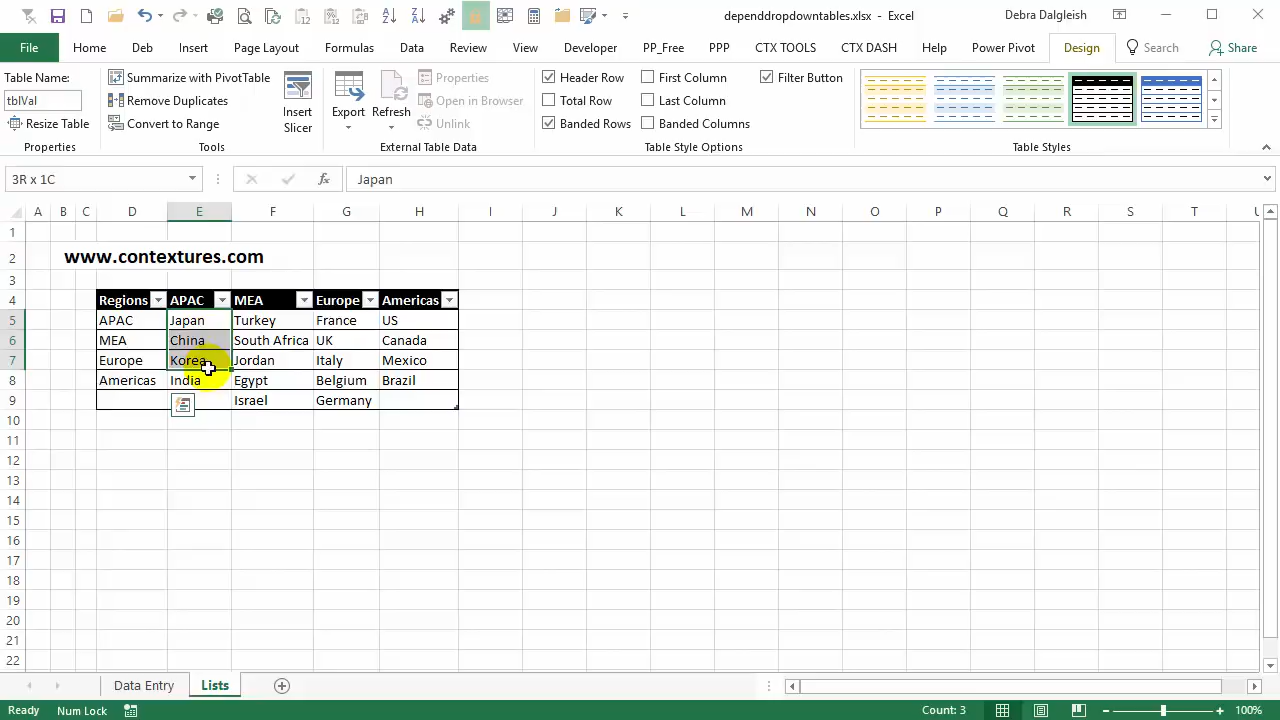 dependdropdowntables.xlsx - Excel
Debra Dalgleish
File Home Deb Insert Page Layout Formulas Data Review View Developer PP_Free PPP CTX TOOLS CTX DASH Help Power Pivot Design Search Share
Table Name:
tblVal
Resize Table
Properties
Summarize with PivotTable
Remove Duplicates
Convert to Range
Insert
Slicer
Tools
Export
Refresh
Properties
Open in Browser
Unlink
External Table Data
Header Row First Column Filter Button
Total Row Last Column
Banded Rows Banded Columns
Table Style Options
Table Styles
3R x 1C Japan
A B C D E F G H I J K L M N O P Q R S T U
1
2 www.contextures.com
3
4 Regions APAC MEA Europe Americas
5 APAC Japan Turkey France US
6 MEA China South Africa UK Canada
7 Europe Korea Jordan Italy Mexico
8 Americas India Egypt Belgium Brazil
9 Israel Germany
10
11
12
13
14
15
16
17
18
19
20
21
22
Data Entry Lists
Ready Num Lock Count: 3 100%